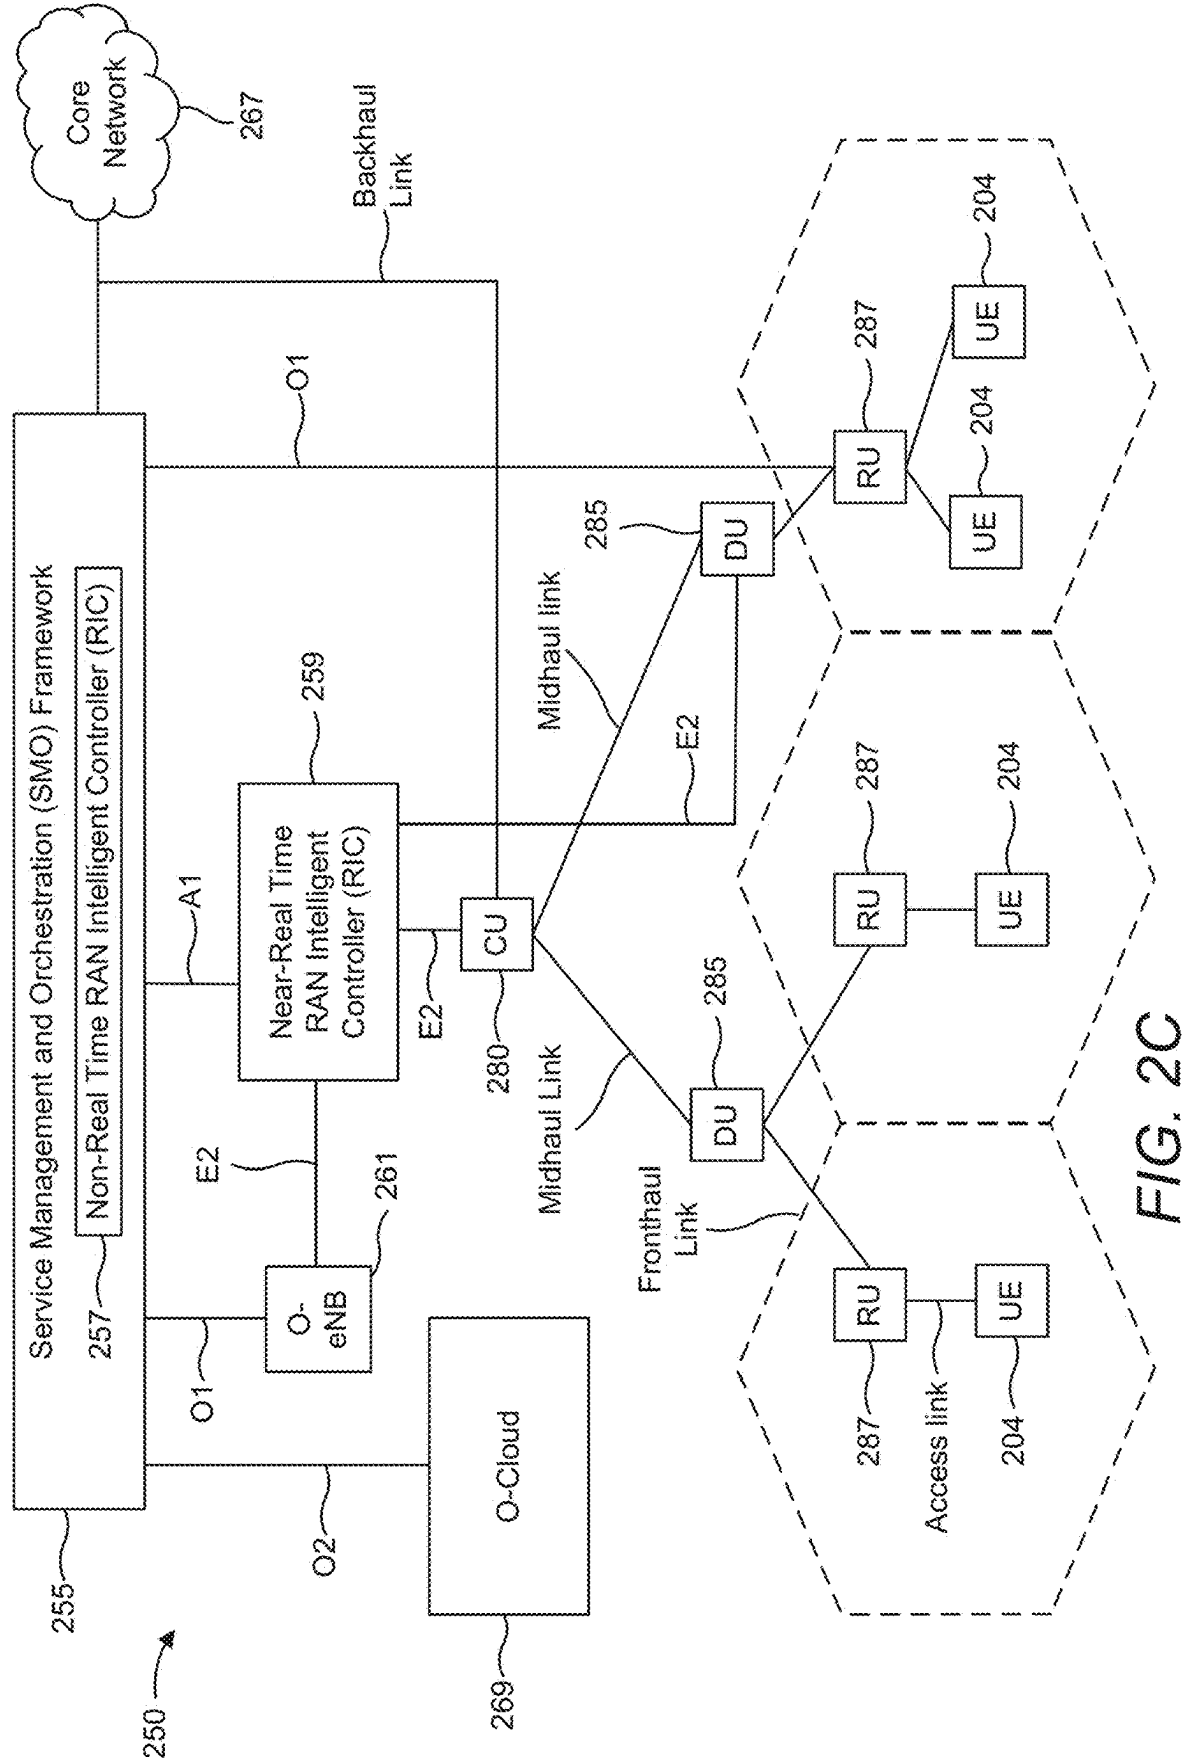 250
255
Service Management and Orchestration (SMO) Framework
257
Non-Real Time RAN Intelligent Controller (RIC)
Core
Network
267
O2
O1
E2
A1
O1
Backhaul
Link
O-
eNB
261
Near-Real Time
RAN Intelligent
Controller (RIC)
259
269
O-Cloud
E2
280
CU
Midhaul Link
Midhaul link
E2
Fronthaul
Link
DU
285
DU
285
287
RU
RU
287
RU
287
Access link
204
UE
UE
204
UE
204
UE
204
FIG. 2C